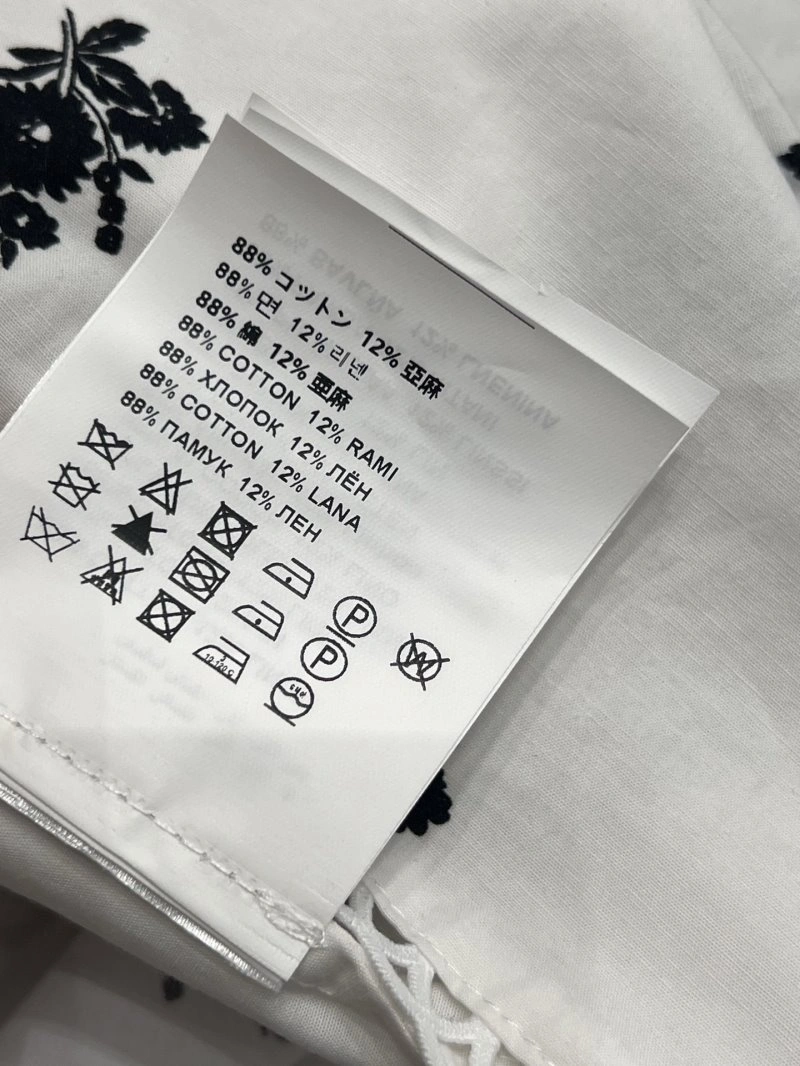 88% コットン 12% 亞麻
88% 면 12% 리넨
88% 綿 12% 亜麻
88% COTTON 12% RAMI
88% ХЛОПОК 12% ЛЁН
88% COTTON 12% LANA
88% ПАМУК 12% ЛЕН
P W
P